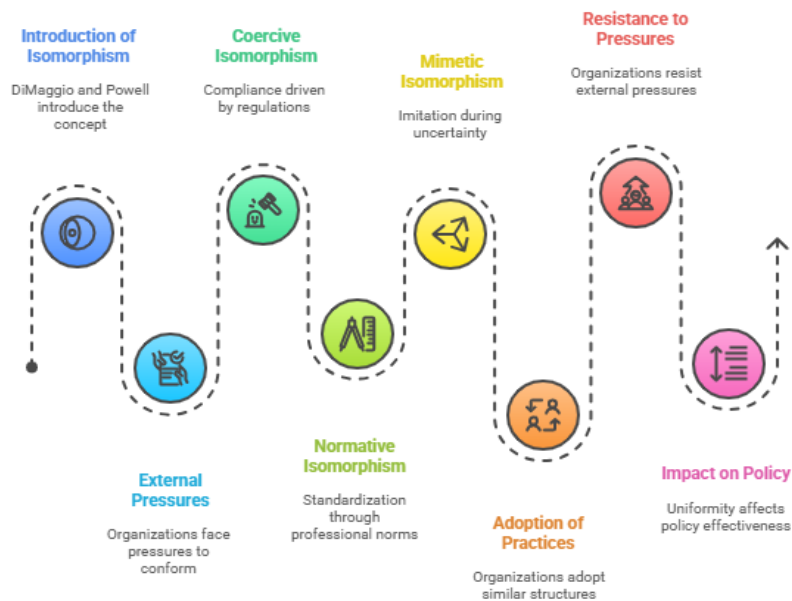 Introduction of
Isomorphism
DiMaggio and Powell
introduce the
concept
External
Pressures
Organizations face
pressures to
conform
Coercive
Isomorphism
Compliance driven
by regulations
Normative
Isomorphism
Standardization
through
professional norms
Mimetic
Isomorphism
Imitation during
uncertainty
Adoption of
Practices
Organizations adopt
similar structures
Resistance to
Pressures
Organizations resist
external pressures
Impact on Policy
Uniformity affects
policy effectiveness